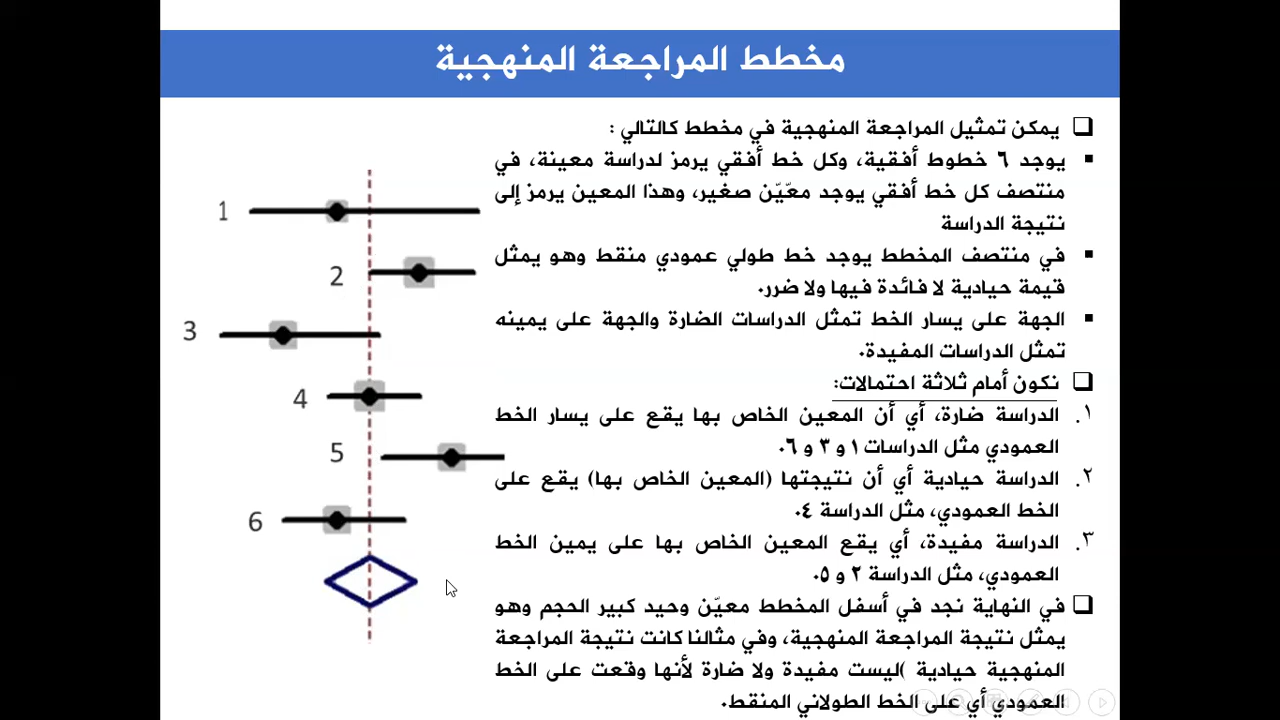 مخطط المراجعة المنهجية
❑ يمكن تمثيل المراجعة المنهجية في مخطط كالتالي :
▪ يوجد ٦ خطوط أفقية، وكل خط أفقي يرمز لدراسة معينة، في
منتصف كل خط أفقي يوجد معّيّن صغير، وهذا المعين يرمز إلى
نتيجة الدراسة
▪ في منتصف المخطط يوجد خط طولي عمودي منقط وهو يمثل
قيمة حيادية لا فائدة فيها ولا ضرر.
▪ الجهة على يسار الخط تمثل الدراسات الضارة والجهة على يمينه
تمثل الدراسات المفيدة.
❑ نكون أمام ثلاثة احتمالات:
١. الدراسة ضارة، أي أن المعين الخاص بها يقع على يسار الخط
العمودي مثل الدراسات ١ و ٣ و ٦.
٢. الدراسة حيادية أي أن نتيجتها (المعين الخاص بها) يقع على
الخط العمودي، مثل الدراسة ٤.
٣. الدراسة مفيدة، أي يقع المعين الخاص بها على يمين الخط
العمودي، مثل الدراسة ٢ و ٥.
❑ في النهاية نجد في أسفل المخطط معيّن وحيد كبير الحجم وهو
يمثل نتيجة المراجعة المنهجية، وفي مثالنا كانت نتيجة المراجعة
المنهجية حيادية )ليست مفيدة ولا ضارة لأنها وقعت على الخط
العمودي أي على الخط الطولاني المنقط.
1
2
3
4
5
6